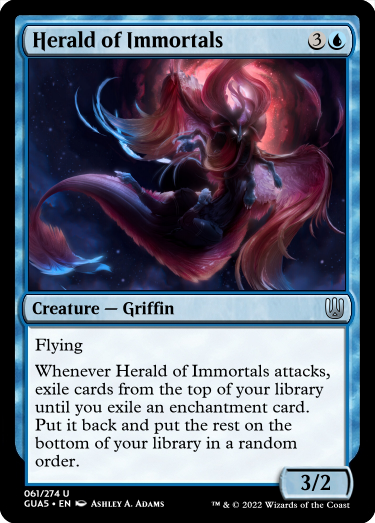 Herald of Immortals 3
Creature — Griffin
Flying
Whenever Herald of Immortals attacks,
exile cards from the top of your library
until you exile an enchantment card.
Put it back and put the rest on the
bottom of your library in a random
order.
3/2
061/274 U
GUA5 • EN ASHLEY A. ADAMS ™ & © 2022 Wizards of the Coast